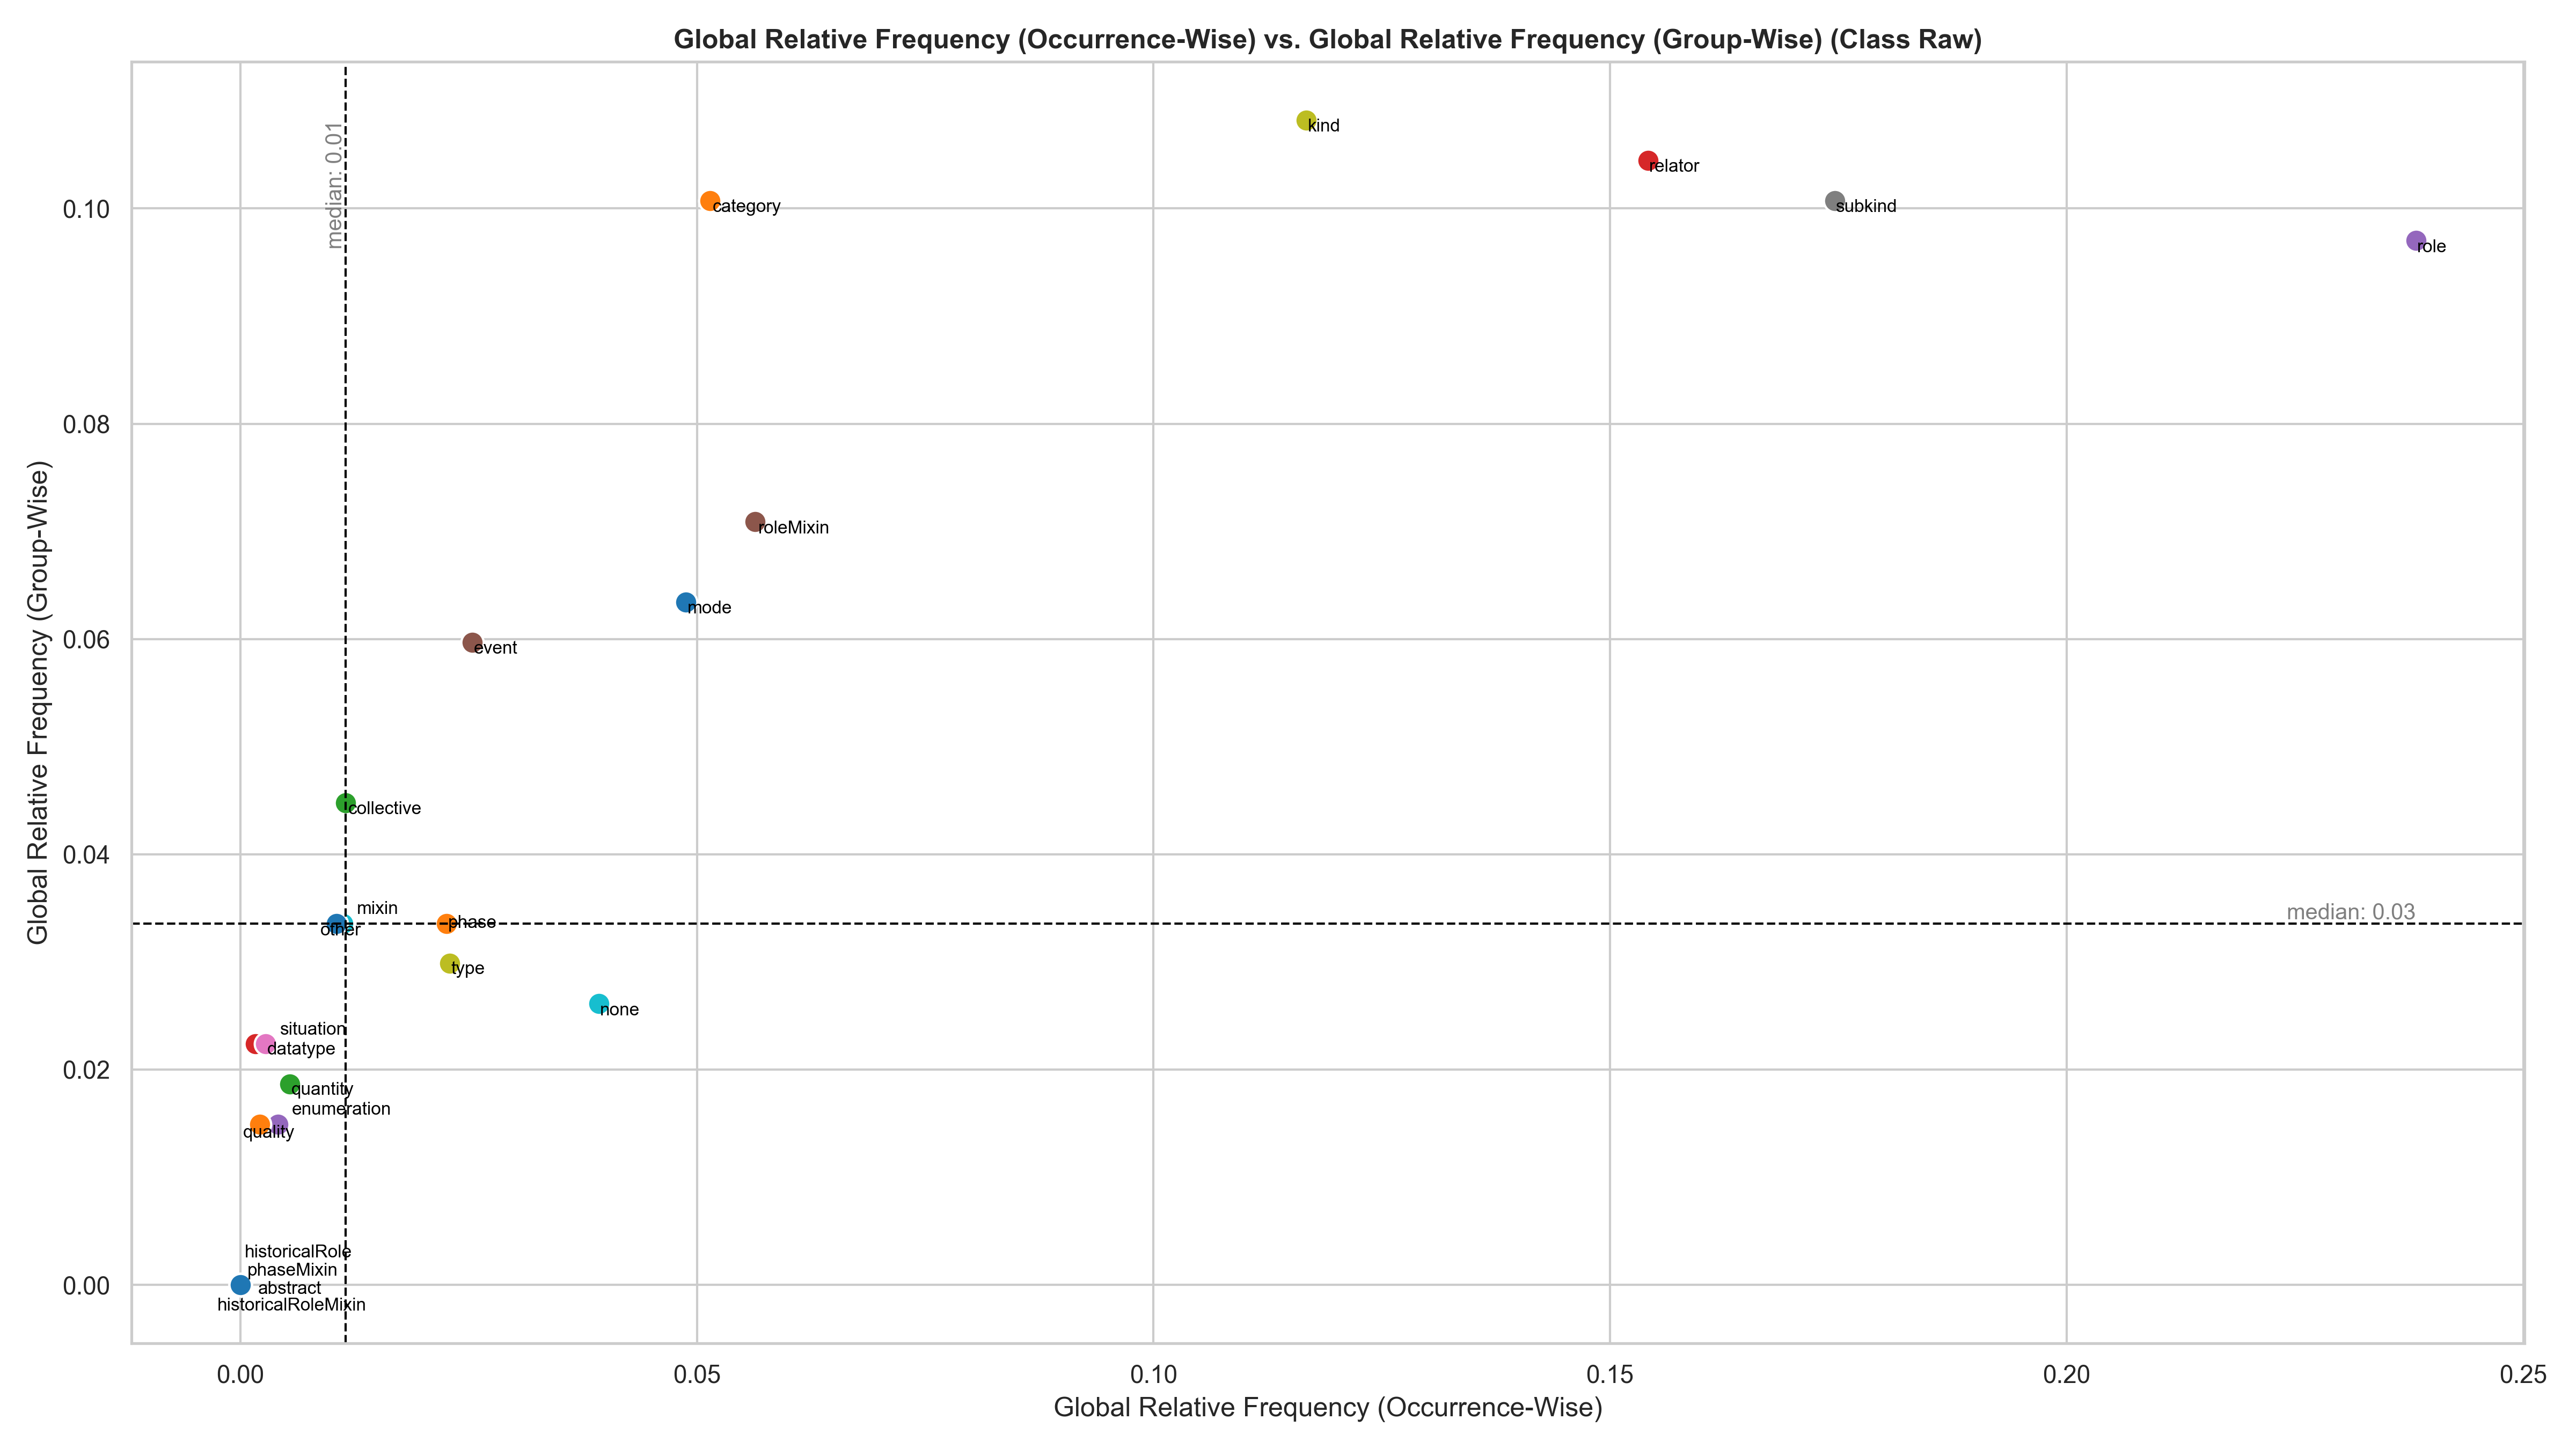 Global Relative Frequency (Occurrence-Wise) vs. Global Relative Frequency (Group-Wise) (Class Raw)
Global Relative Frequency (Group-Wise)
0.10
0.08
0.06
0.04
0.02
0.00
median: 0.01
kind
relator
category
subkind
role
roleMixin
mode
event
collective
mixin
median: 0.03
phase
other
type
none
situation
datatype
quantity
enumeration
quality
historicalRole
phaseMixin
abstract
historicalRoleMixin
0.00 0.05 0.10 0.15 0.20 0.25
Global Relative Frequency (Occurrence-Wise)